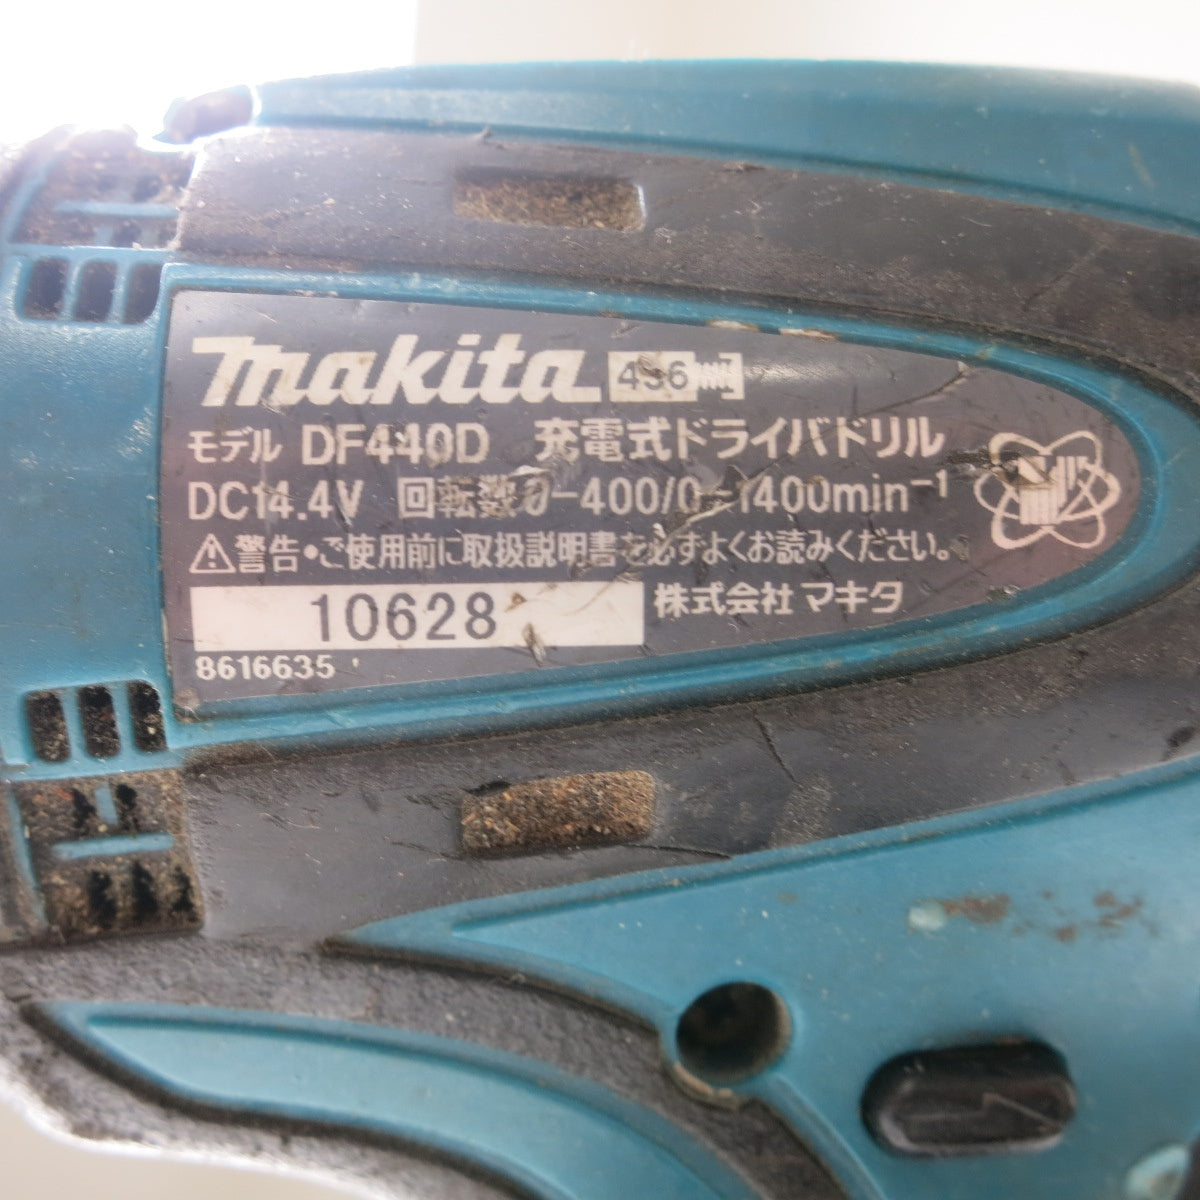 makita
モデル DF440D 充電式ドライバドリル
DC14.4V 回転数 0-400/0-1400min⁻¹
⚠警告・ご使用前に取扱説明書を必ずよくお読みください。
10628 株式会社 マキタ
8616635